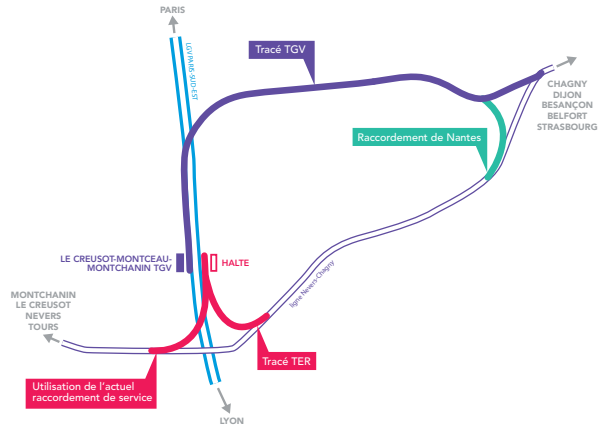 PARIS
LGV PARIS-SUD-EST
Tracé TGV
CHAGNY
DIJON
BESANÇON
BELFORT
STRASBOURG
Raccordement de Nantes
LE CREUSOT-MONTCEAU-
MONTCHANIN TGV
HALTE
ligne Nevers-Chagny
MONTCHANIN
LE CREUSOT
NEVERS
TOURS
Tracé TER
Utilisation de l'actuel
raccordement de service
LYON